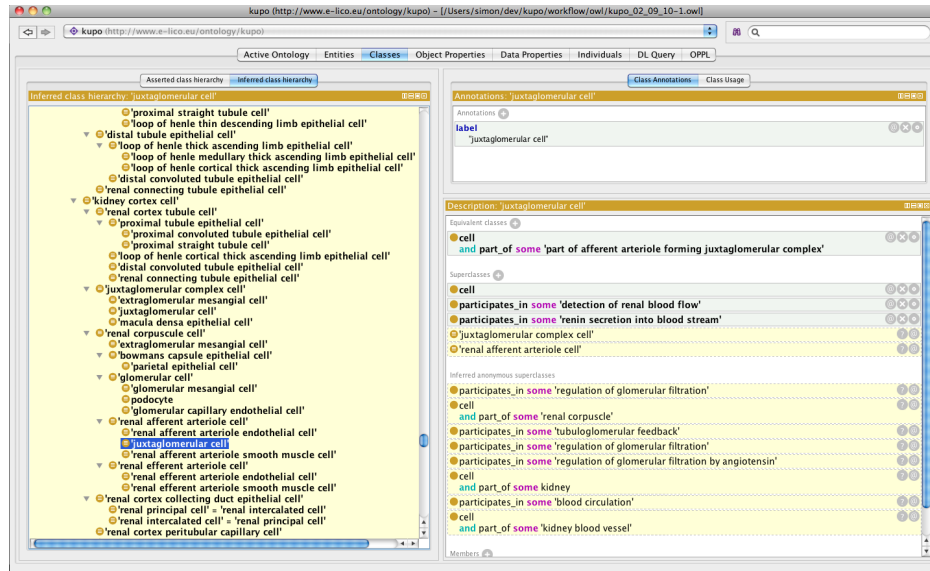 kupo (http://www.e-lico.eu/ontology/kupo) – [/Users/simon/dev/kupo/workflow/owl/kupo_02_09_10-1.owl]
kupo (http://www.e-lico.eu/ontology/kupo)
Active Ontology Entities Classes Object Properties Data Properties Individuals DL Query OPPL
Asserted class hierarchy Inferred class hierarchy
Inferred class hierarchy: 'juxtaglomerular cell'
'proximal straight tubule cell'
'loop of henle thin descending limb epithelial cell'
'distal tubule epithelial cell'
'loop of henle thick ascending limb epithelial cell'
'loop of henle medullary thick ascending limb epithelial cell'
'loop of henle cortical thick ascending limb epithelial cell'
'distal convoluted tubule epithelial cell'
'renal connecting tubule epithelial cell'
'kidney cortex cell'
'renal cortex tubule cell'
'proximal tubule epithelial cell'
'proximal convoluted tubule epithelial cell'
'proximal straight tubule cell'
'loop of henle cortical thick ascending limb epithelial cell'
'distal convoluted tubule epithelial cell'
'renal connecting tubule epithelial cell'
'juxtaglomerular complex cell'
'extraglomerular mesangial cell'
'juxtaglomerular cell'
'macula densa epithelial cell'
'renal corpuscule cell'
'extraglomerular mesangial cell'
'bowmans capsule epithelial cell'
'parietal epithelial cell'
'glomerular cell'
'glomerular mesangial cell'
podocyte
'glomerular capillary endothelial cell'
'renal afferent arteriole cell'
'renal afferent arteriole endothelial cell'
'juxtaglomerular cell'
'renal afferent arteriole smooth muscle cell'
'renal efferent arteriole cell'
'renal efferent arteriole endothelial cell'
'renal efferent arteriole smooth muscle cell'
'renal cortex collecting duct epithelial cell'
'renal principal cell' = 'renal intercalated cell'
'renal intercalated cell' = 'renal principal cell'
'renal cortex peritubular capillary cell'
Class Annotations Class Usage
Annotations: 'juxtaglomerular cell'
Annotations
label
"juxtaglomerular cell"
Description: 'juxtaglomerular cell'
Equivalent classes
cell
and part_of some 'part of afferent arteriole forming juxtaglomerular complex'
Superclasses
cell
participates_in some 'detection of renal blood flow'
participates_in some 'renin secretion into blood stream'
'juxtaglomerular complex cell'
'renal afferent arteriole cell'
Inferred anonymous superclasses
participates_in some 'regulation of glomerular filtration'
cell
and part_of some 'renal corpuscle'
participates_in some 'tubuloglomerular feedback'
participates_in some 'regulation of glomerular filtration'
participates_in some 'regulation of glomerular filtration by angiotensin'
cell
and part_of some kidney
participates_in some 'blood circulation'
cell
and part_of some 'kidney blood vessel'
Members